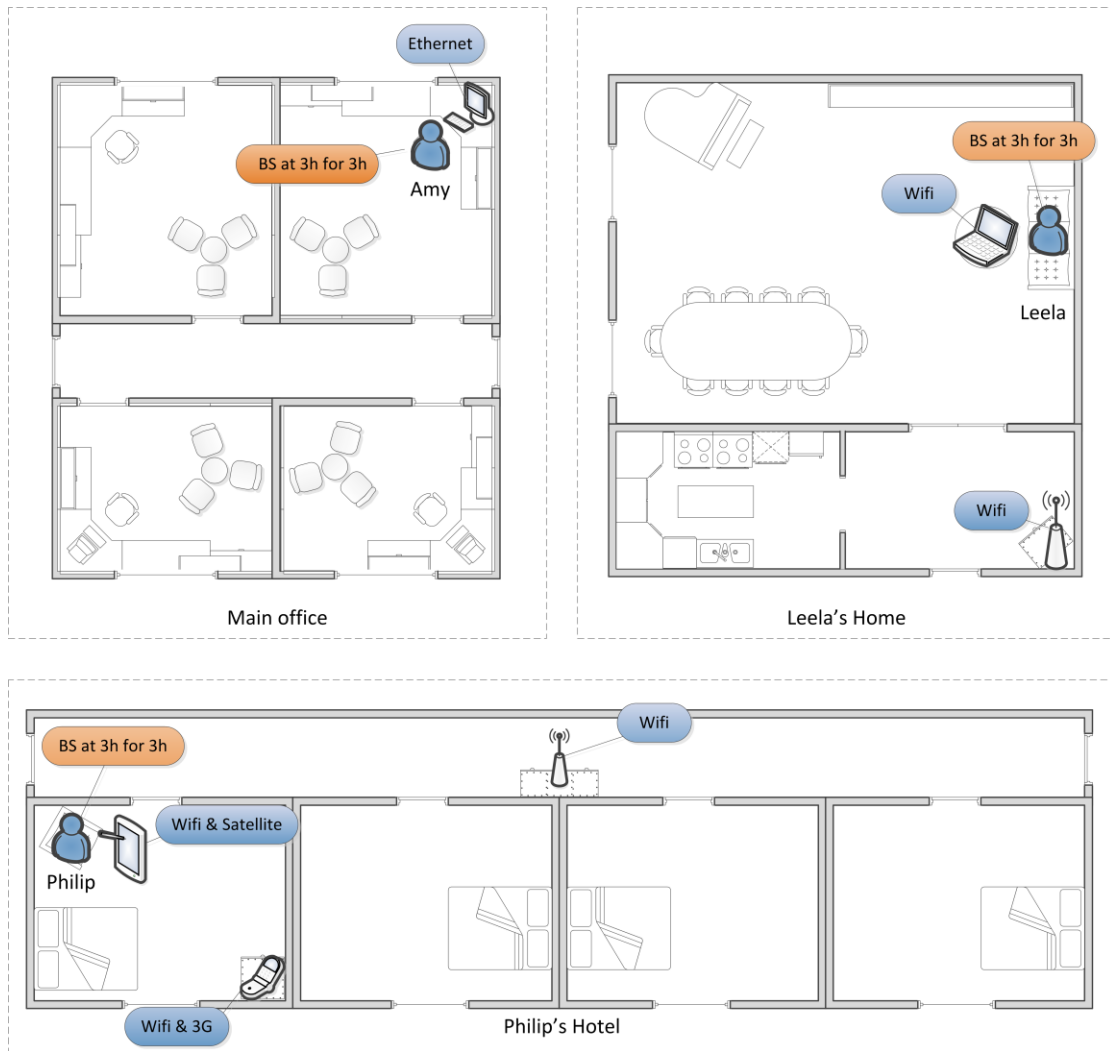 Ethernet
BS at 3h for 3h
Amy
Main office
BS at 3h for 3h
Wifi
Leela
Wifi
Leela's Home
Wifi
BS at 3h for 3h
Wifi & Satellite
Philip
Wifi & 3G
Philip's Hotel